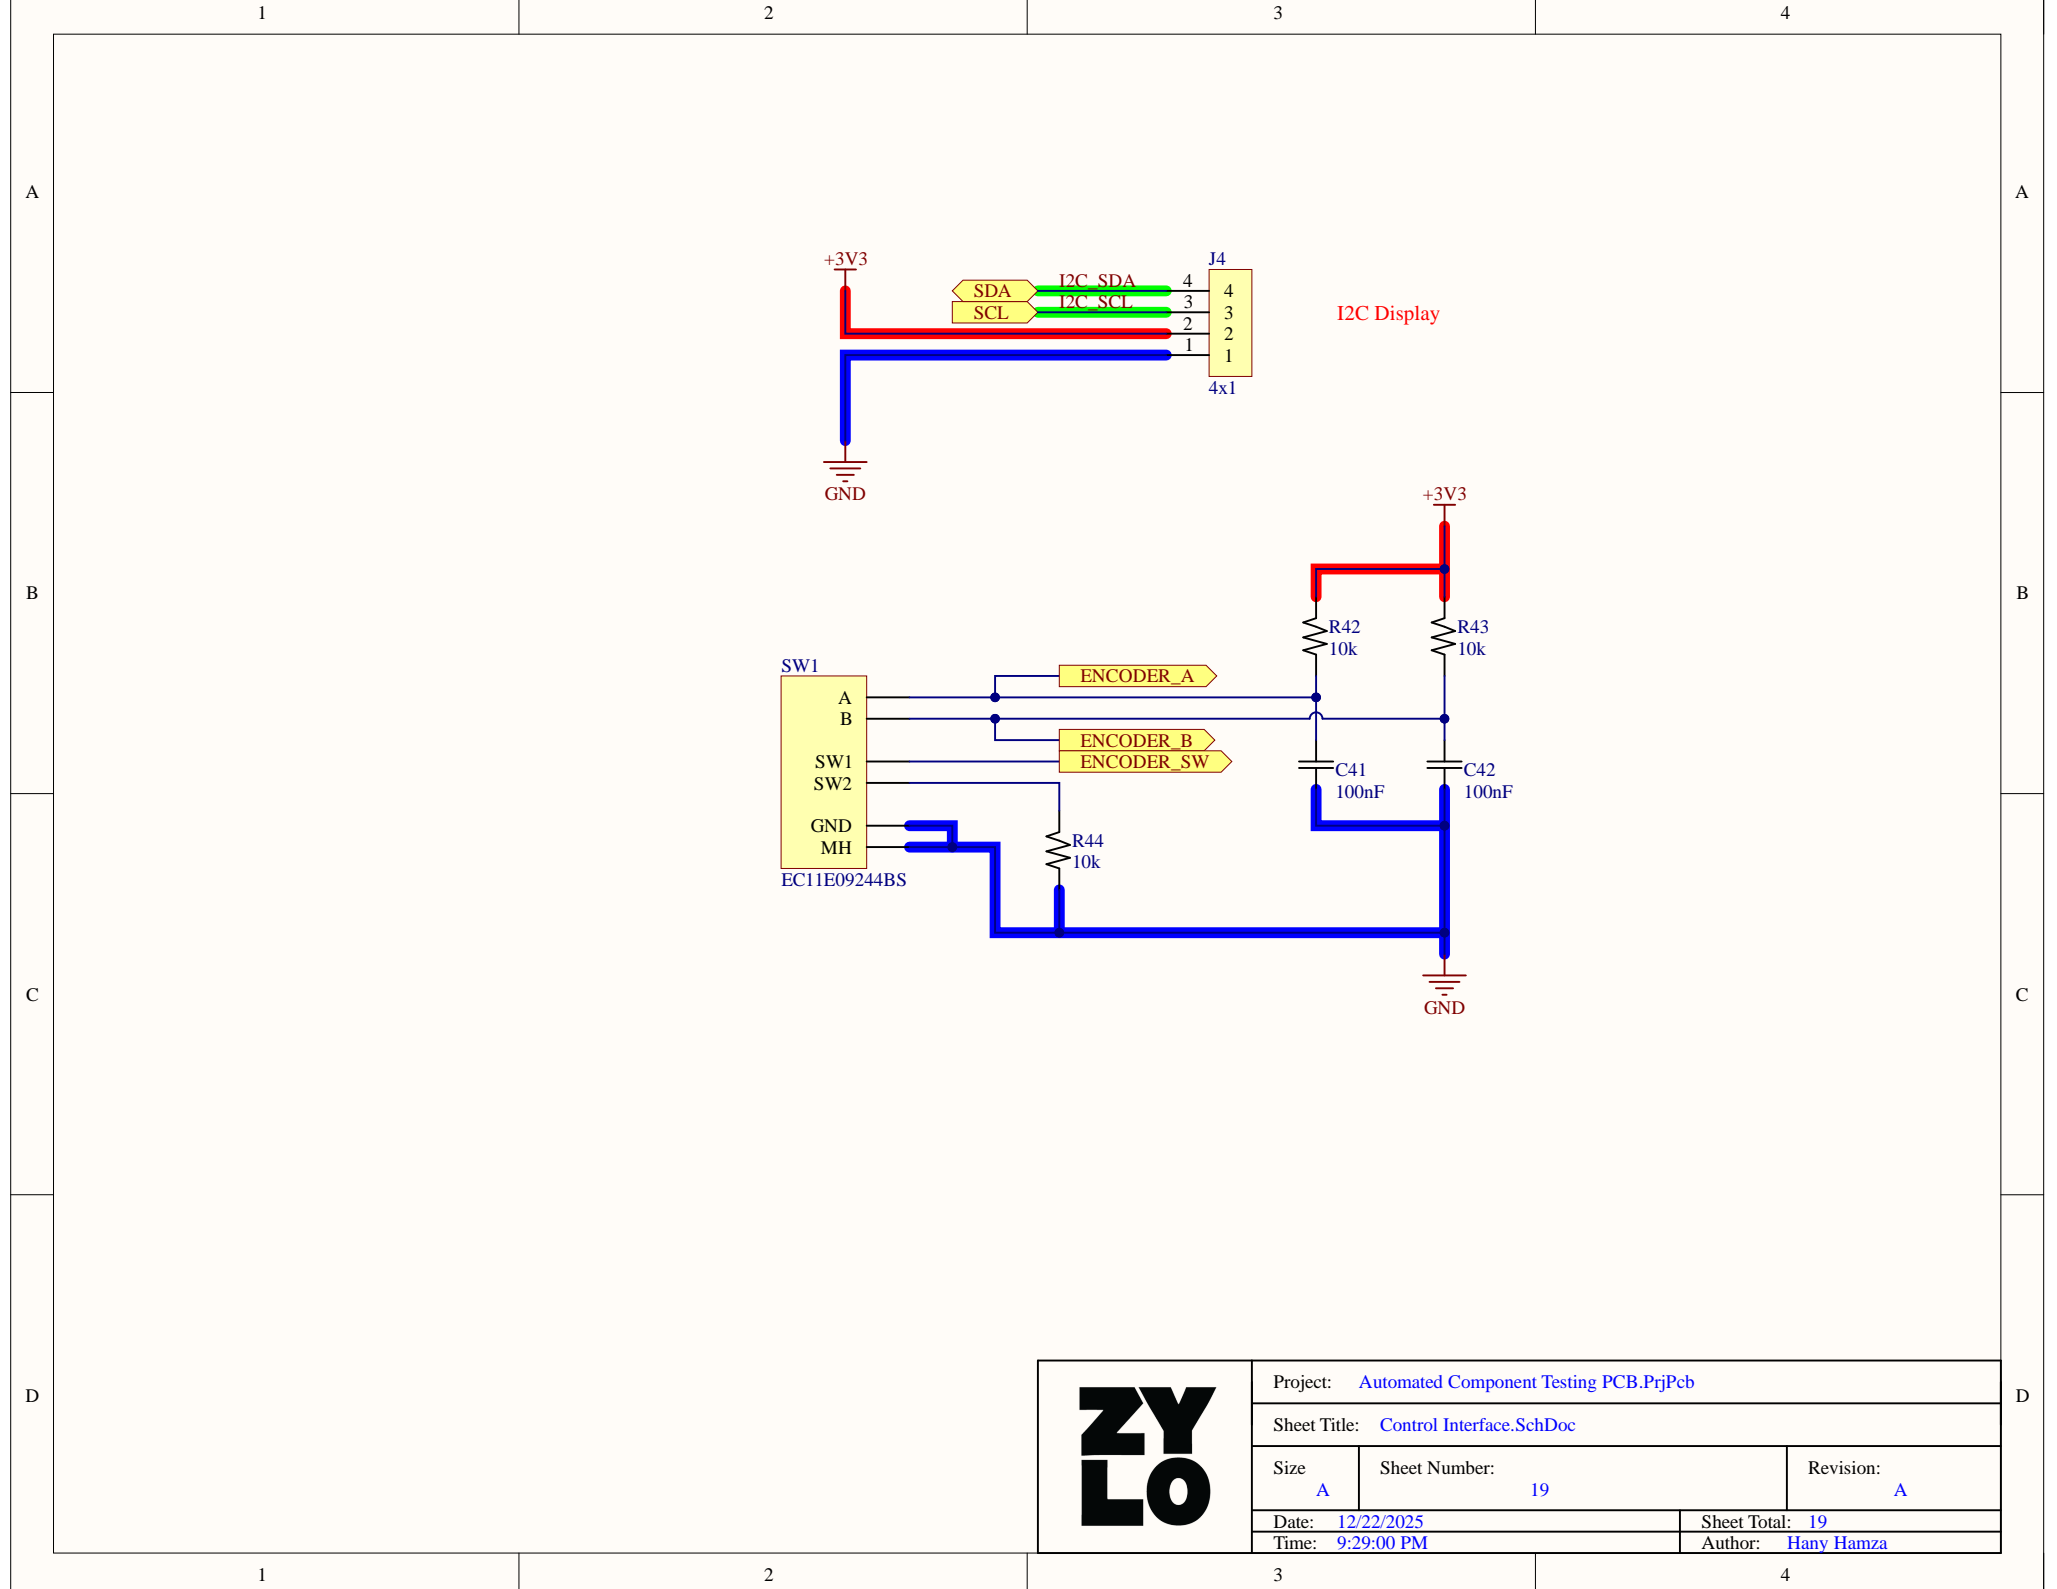 1 2 3 4
A A
+3V3 J4
SDA I2C_SDA 4 4
SCL I2C_SCL 3 3
I2C Display
2 2
1 1
4x1
GND
+3V3
B B
R42 R43
10k 10k
SW1
A ENCODER_A
B ENCODER_B
SW1 ENCODER_SW
SW2
C41 C42
100nF 100nF
GND R44
MH 10k
EC11E09244BS
C C
GND
D D
ZY
LO
Project: Automated Component Testing PCB.PrjPcb
Sheet Title: Control Interface.SchDoc
Size Sheet Number: Revision:
A 19 A
Date: 12/22/2025 Sheet Total: 19
Time: 9:29:00 PM Author: Hany Hamza
1 2 3 4